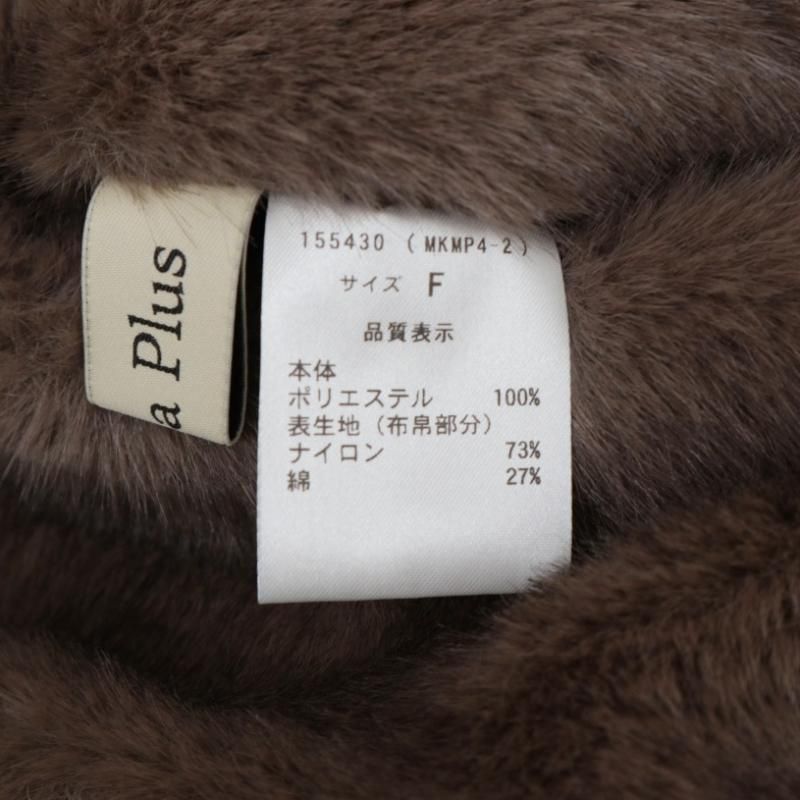 a Plus
155430 (MKMP4-2)
サイズ F
品質表示
本体
ポリエステル 100%
表生地(布帛部分)
ナイロン 73%
綿 27%